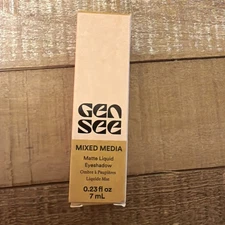 GEN
SEE
MIXED MEDIA
Matte Liquid
Eyeshadow
Ombre à Paupières
Liquide Mat
0.23 fl oz
7 mL